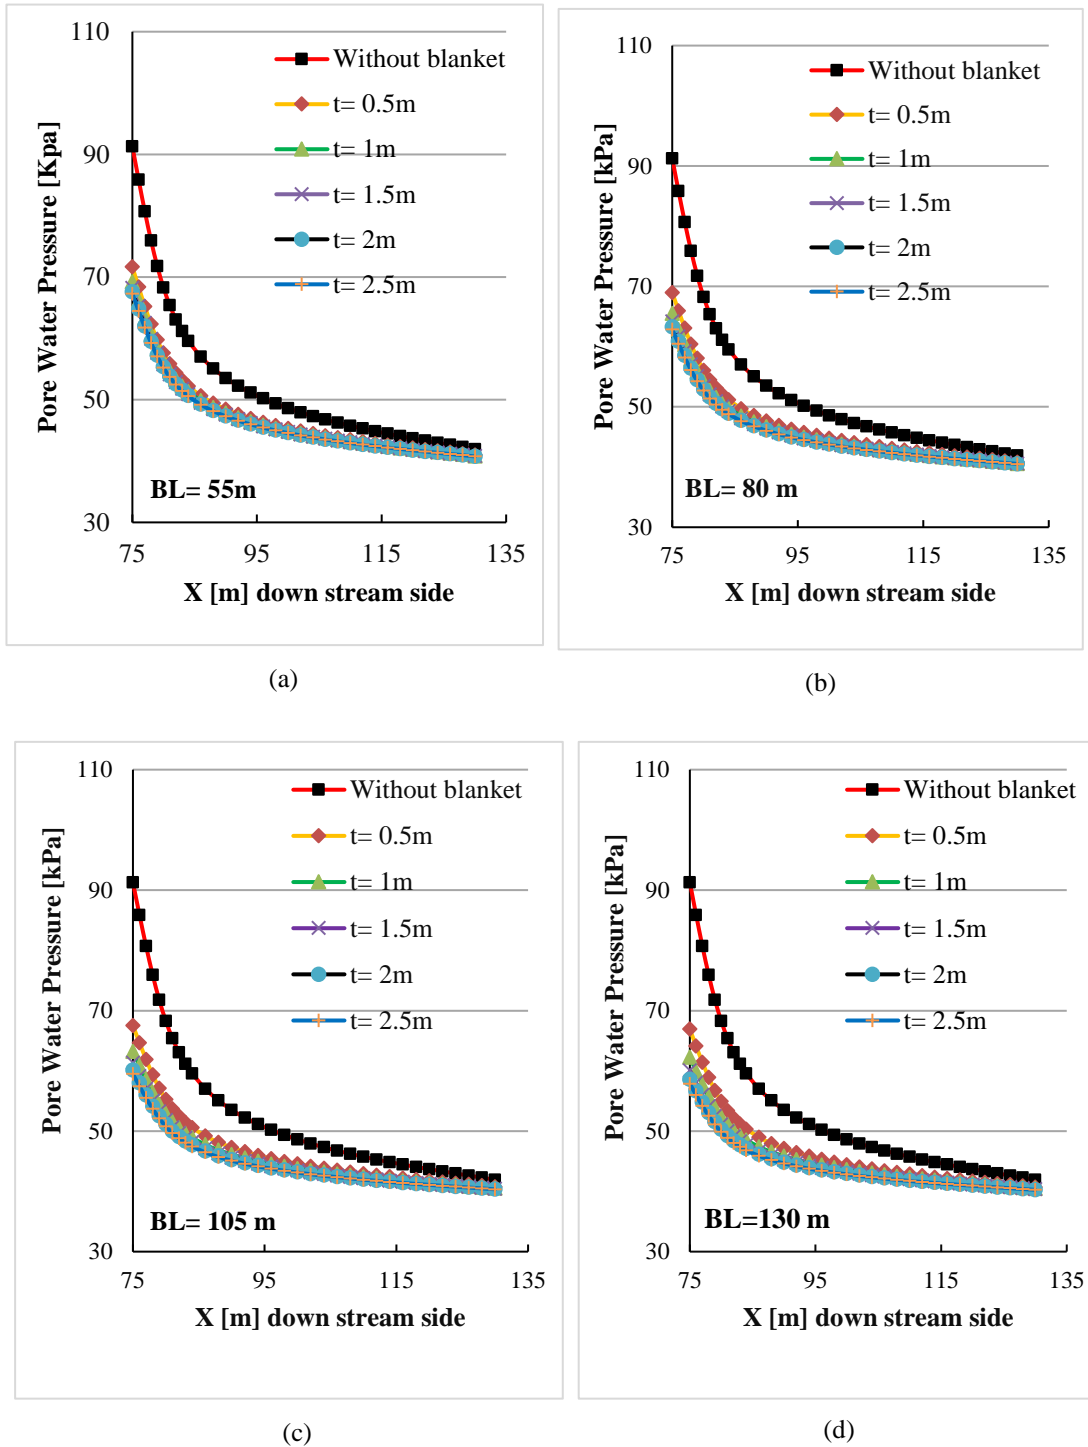 110
90
70
50
30
75
95
115
135
Pore Water Pressure [Kpa]
X [m] down stream side
Without blanket
t= 0.5m
t= 1m
t= 1.5m
t= 2m
t= 2.5m
BL= 55m
(a)
110
90
70
50
30
75
95
115
135
Pore Water Pressure [kPa]
X [m] down stream side
Without blanket
t= 0.5m
t= 1m
t= 1.5m
t= 2m
t= 2.5m
BL= 80 m
(b)
110
90
70
50
30
75
95
115
135
Pore Water Pressure [kPa]
X [m] down stream side
Without blanket
t= 0.5m
t= 1m
t= 1.5m
t= 2m
t= 2.5m
BL= 105 m
(c)
110
90
70
50
30
75
95
115
135
Pore Water Pressure [kPa]
X [m] down stream side
Without blanket
t= 0.5m
t= 1m
t= 1.5m
t= 2m
t= 2.5m
BL=130 m
(d)